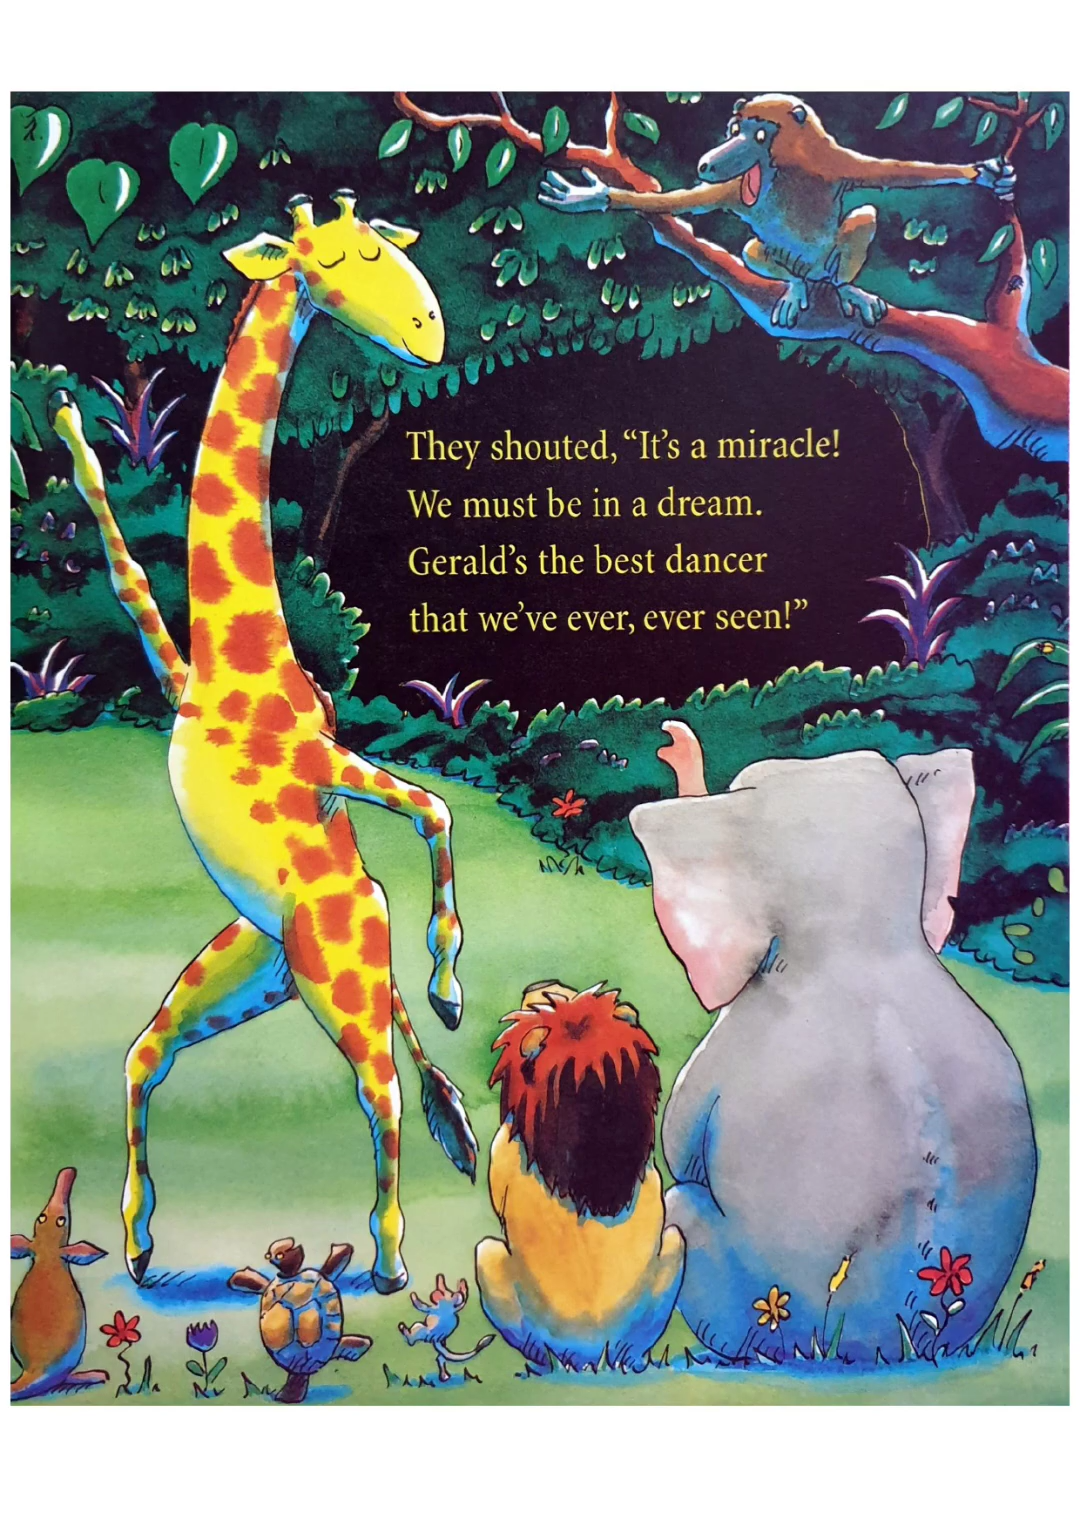 They shouted, “It’s a miracle!
We must be in a dream.
Gerald’s the best dancer
that we’ve ever, ever seen!”